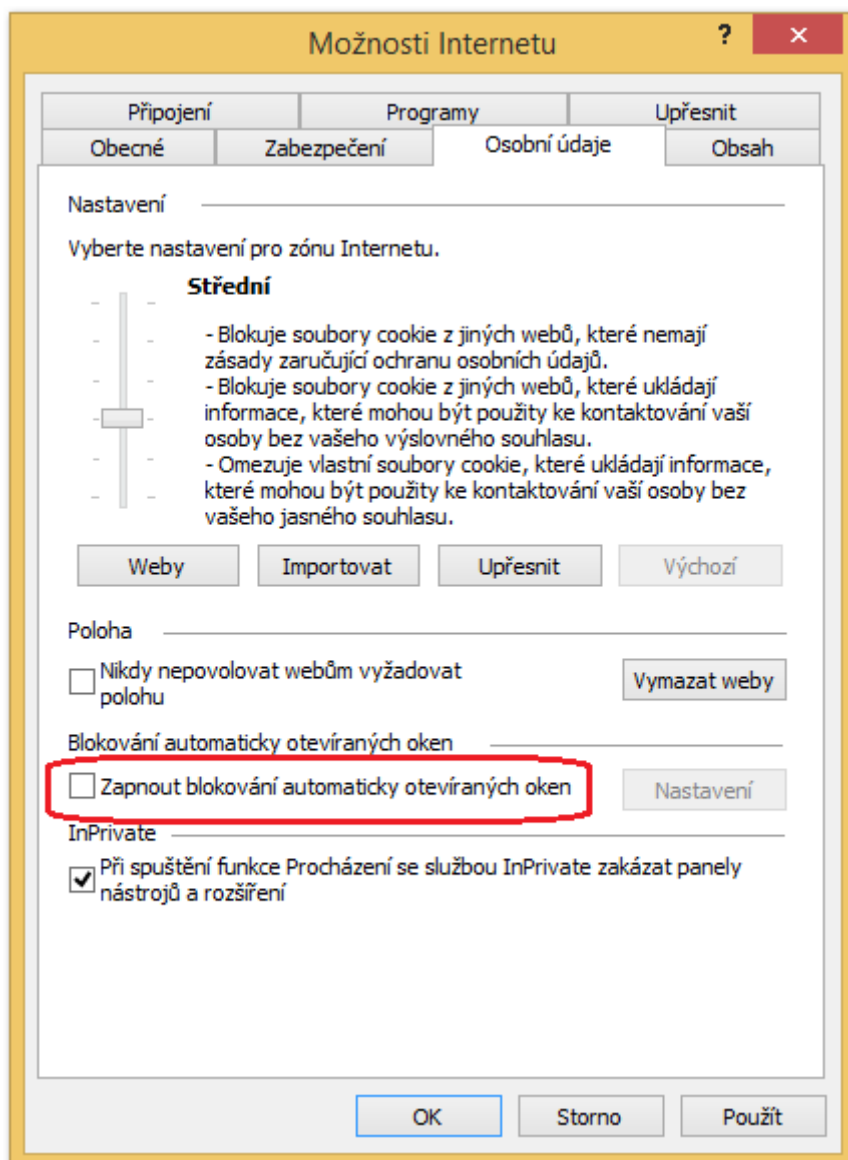 Možnosti Internetu
?
Připojení Programy Upřesnit
Obecné Zabezpečení Osobní údaje Obsah
Nastavení
Vyberte nastavení pro zónu Internetu.
Střední
- Blokuje soubory cookie z jiných webů, které nemají
zásady zaručující ochranu osobních údajů.
- Blokuje soubory cookie z jiných webů, které ukládají
informace, které mohou být použity ke kontaktování vaší
osoby bez vašeho výslovného souhlasu.
- Omezuje vlastní soubory cookie, které ukládají informace,
které mohou být použity ke kontaktování vaší osoby bez
vašeho jasného souhlasu.
Weby Importovat Upřesnit Výchozí
Poloha
Nikdy nepovolovat webům vyžadovat
polohu
Vymazat weby
Blokování automaticky otevíraných oken
Zapnout blokování automaticky otevíraných oken Nastavení
InPrivate
Při spuštění funkce Procházení se službou InPrivate zakázat panely
nástrojů a rozšíření
OK Storno Použít